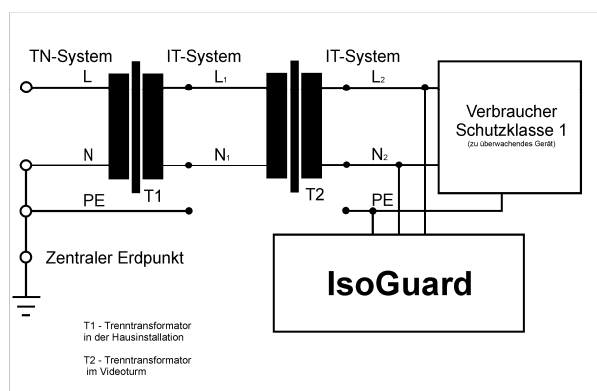 TN-System IT-System IT-System
L L₁ L₂
Verbraucher
Schutzklasse 1
(zu überwachendes Gerät)
N N₁ N₂
PE T1 T2 PE
Zentraler Erdpunkt
IsoGuard
T1 - Trenntransformator
in der Hausinstallation
T2 - Trenntransformator
im Videoturm